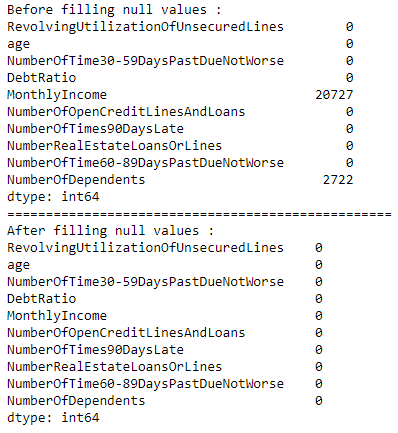 Before filling null values :
RevolvingUtilizationOfUnsecuredLines        0
age                                         0
NumberOfTime30-59DaysPastDueNotWorse        0
DebtRatio                                   0
MonthlyIncome                           20727
NumberOfOpenCreditLinesAndLoans             0
NumberOfTimes90DaysLate                     0
NumberRealEstateLoansOrLines                0
NumberOfTime60-89DaysPastDueNotWorse        0
NumberOfDependents                       2722
dtype: int64
==================================================
After filling null values :
RevolvingUtilizationOfUnsecuredLines    0
age                                     0
NumberOfTime30-59DaysPastDueNotWorse    0
DebtRatio                               0
MonthlyIncome                           0
NumberOfOpenCreditLinesAndLoans         0
NumberOfTimes90DaysLate                 0
NumberRealEstateLoansOrLines            0
NumberOfTime60-89DaysPastDueNotWorse    0
NumberOfDependents                      0
dtype: int64